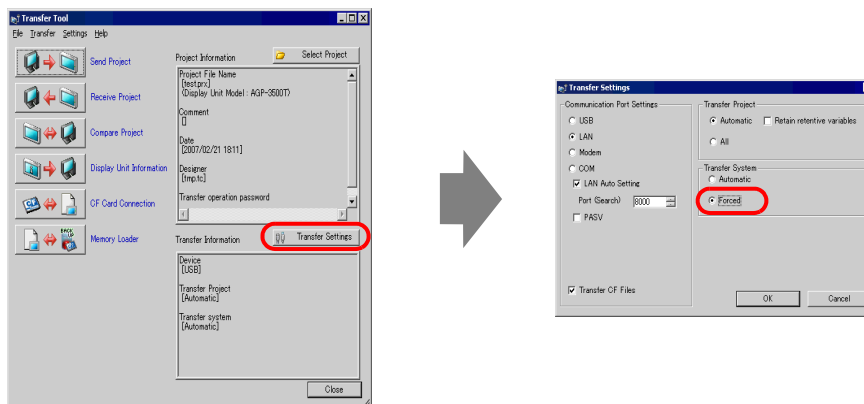 Transfer Tool
File Transfer Settings Help
Send Project
Receive Project
Compare Project
Display Unit Information
CF Card Connection
Memory Loader
Project Information
Select Project
Project File Name
[test.prx]
(Display Unit Model : AGP-3500T)
Comment
[]
Date
[2007/02/21 18:11]
Designer
[tmp.tc]
Transfer operation password
Transfer Information
Transfer Settings
Device
[USB]
Transfer Project
[Automatic]
Transfer system
[Automatic]
Close
Transfer Settings
Communication Port Settings
USB
LAN
Modem
COM
LAN Auto Setting
Port (Search) 8000
PASV
Transfer CF Files
Transfer Project
Automatic Retain retentive variables
All
Transfer System
Automatic
Forced
OK Cancel